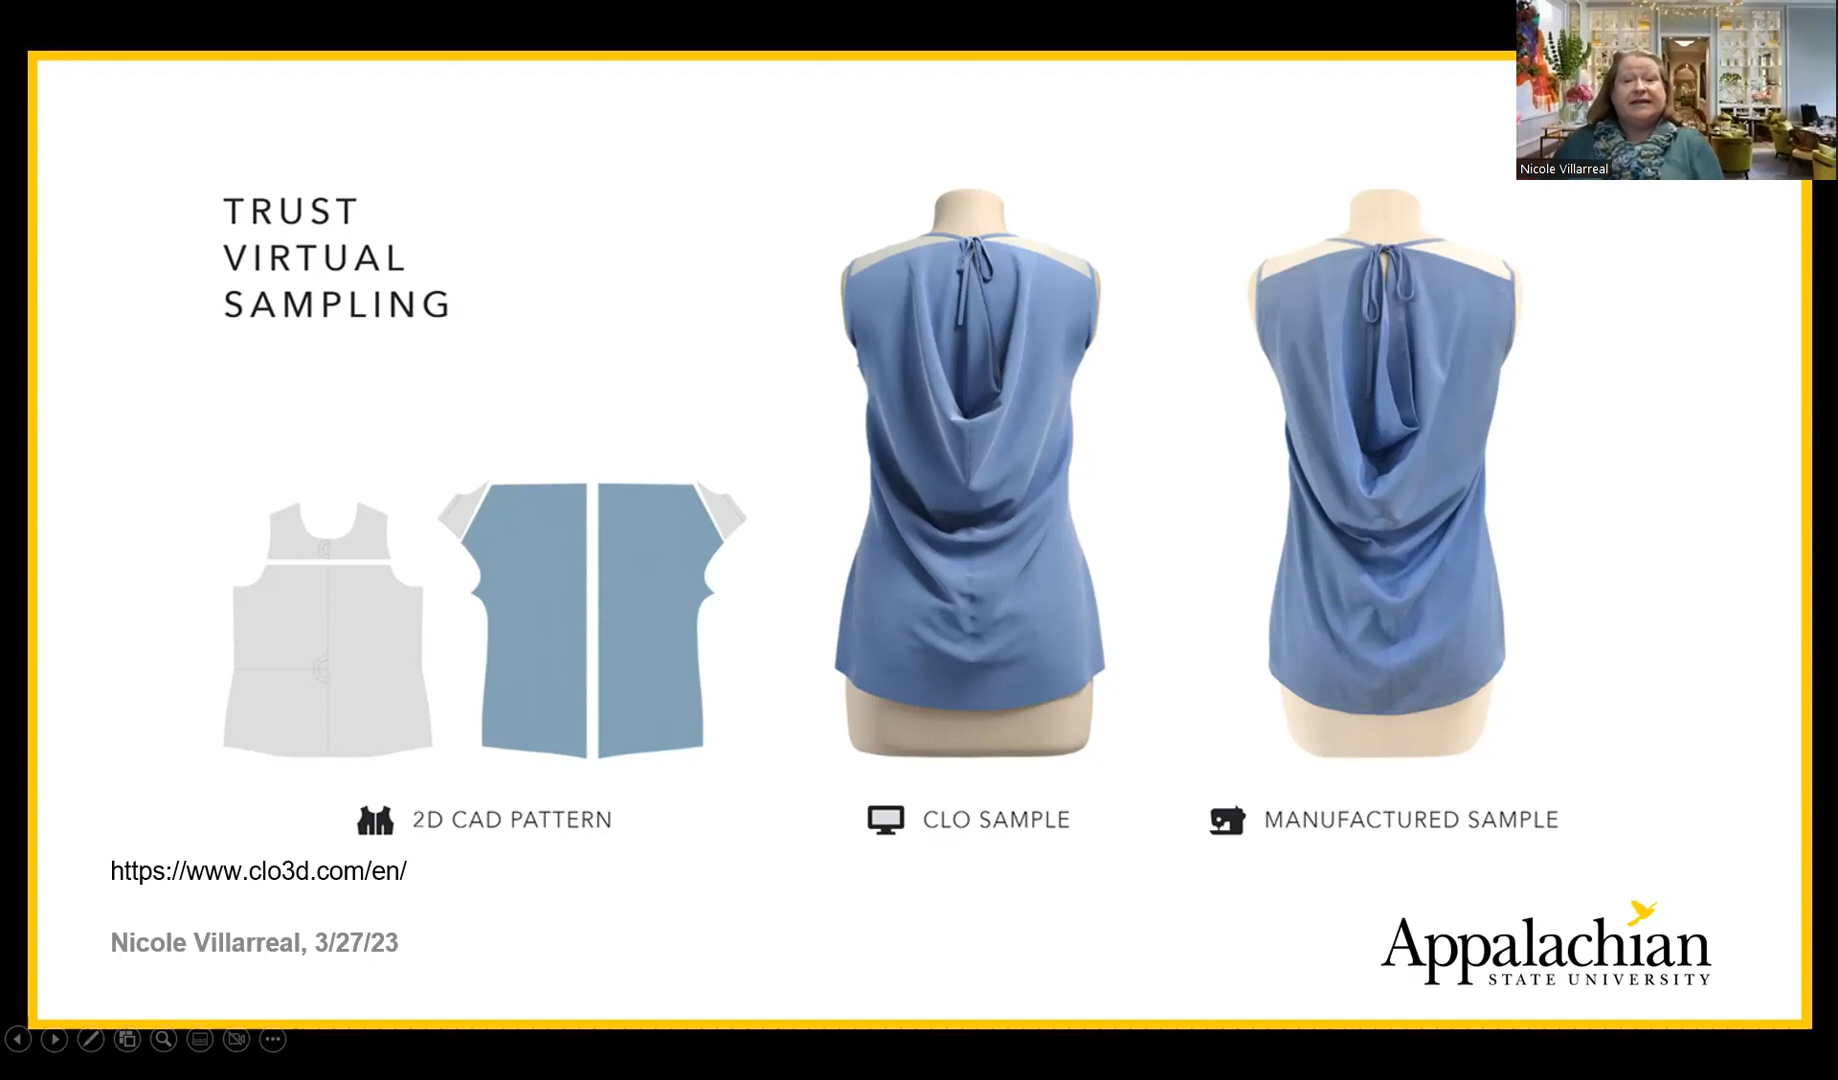 Nicole Villarreal
TRUST
VIRTUAL
SAMPLING
2D CAD PATTERN
CLO SAMPLE
MANUFACTURED SAMPLE
https://www.clo3d.com/en/
Nicole Villarreal, 3/27/23
Appalachian
STATE UNIVERSITY